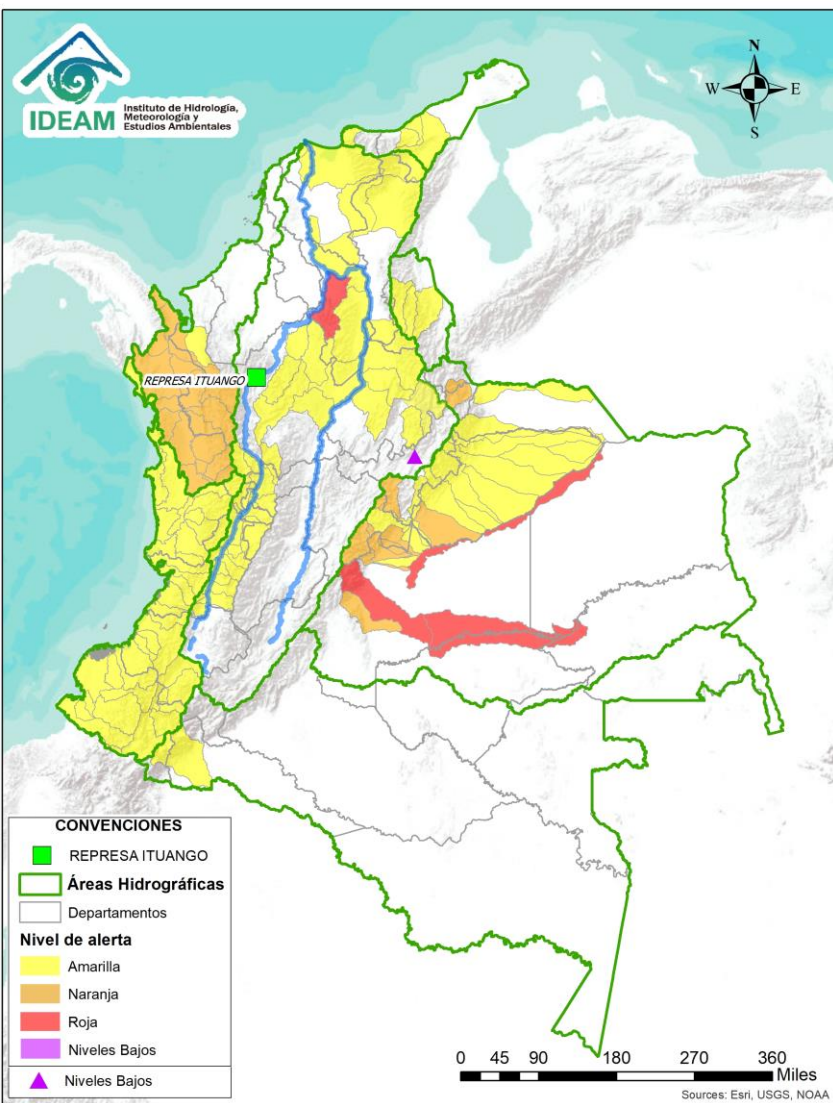 IDEAM
Instituto de Hidrología,
Meteorología y
Estudios Ambientales
N
W
E
S
REPRESA ITUANGO
CONVENCIONES
REPRESA ITUANGO
Áreas Hidrográficas
Departamentos
Nivel de alerta
Amarilla
Naranja
Roja
Niveles Bajos
Niveles Bajos
0 45 90 180 270 360
Miles
Sources: Esri, USGS, NOAA